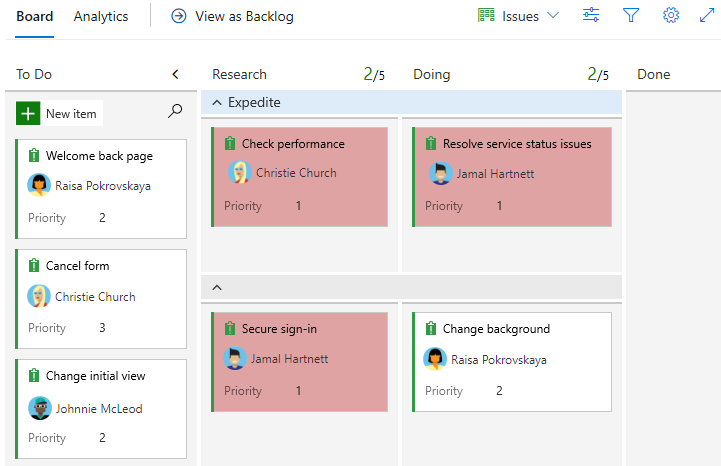 Board Analytics View as Backlog Issues
To Do Research 2/5 Doing 2/5 Done
New item
Expedite
Welcome back page
Raisa Pokrovskaya
Priority 2
Cancel form
Christie Church
Priority 3
Change initial view
Johnnie McLeod
Priority 2
Check performance
Christie Church
Priority 1
Resolve service status issues
Jamal Hartnett
Priority 1
Secure sign-in
Jamal Hartnett
Priority 1
Change background
Raisa Pokrovskaya
Priority 2